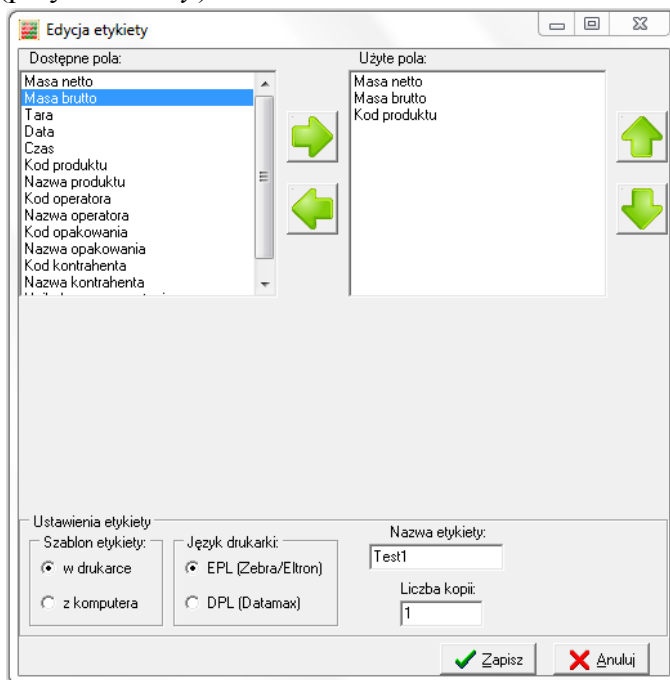 Edycja etykiety
Dostępne pola:
Masa netto
Masa brutto
Tara
Data
Czas
Kod produktu
Nazwa produktu
Kod operatora
Nazwa operatora
Kod opakowania
Nazwa opakowania
Kod kontrahenta
Nazwa kontrahenta
Użyte pola:
Masa netto
Masa brutto
Kod produktu
Ustawienia etykiety
Szablon etykiety:
w drukarce
z komputera
Język drukarki:
EPL (Zebra/Eltron)
DPL (Datamax)
Nazwa etykiety:
Test1
Liczba kopii:
1
Zapisz
Anuluj